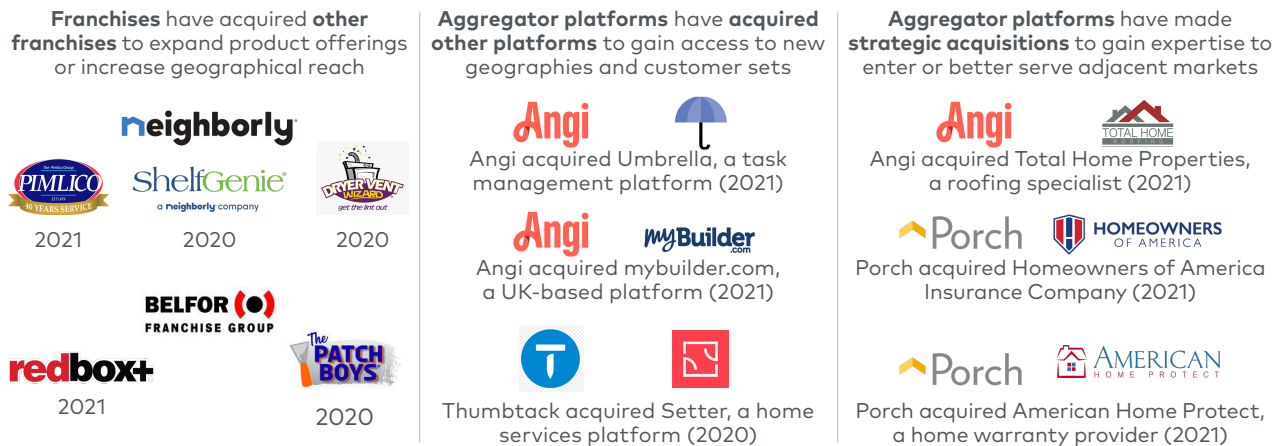 Franchises have acquired other
franchises to expand product offerings
or increase geographical reach
neighborly
The Pimlico Group
PIMLICO
EST.1979
40 YEARS SERVICE
2021
ShelfGenie
a neighborly company
2020
DRYER VENT
WIZARD
get the lint out
2020
BELFOR
FRANCHISE GROUP
redbox+
2021
The
PATCH
BOYS
2020
Aggregator platforms have acquired
other platforms to gain access to new
geographies and customer sets
Angi
Angi acquired Umbrella, a task
management platform (2021)
Angi
myBuilder
.com
Angi acquired mybuilder.com,
a UK-based platform (2021)
Thumbtack acquired Setter, a home
services platform (2020)
Aggregator platforms have made
strategic acquisitions to gain expertise to
enter or better serve adjacent markets
Angi
TOTAL HOME
ROOFING
Angi acquired Total Home Properties,
a roofing specialist (2021)
Porch
HOMEOWNERS
OF AMERICA
Porch acquired Homeowners of America
Insurance Company (2021)
Porch
AMERICAN
HOME PROTECT
Porch acquired American Home Protect,
a home warranty provider (2021)